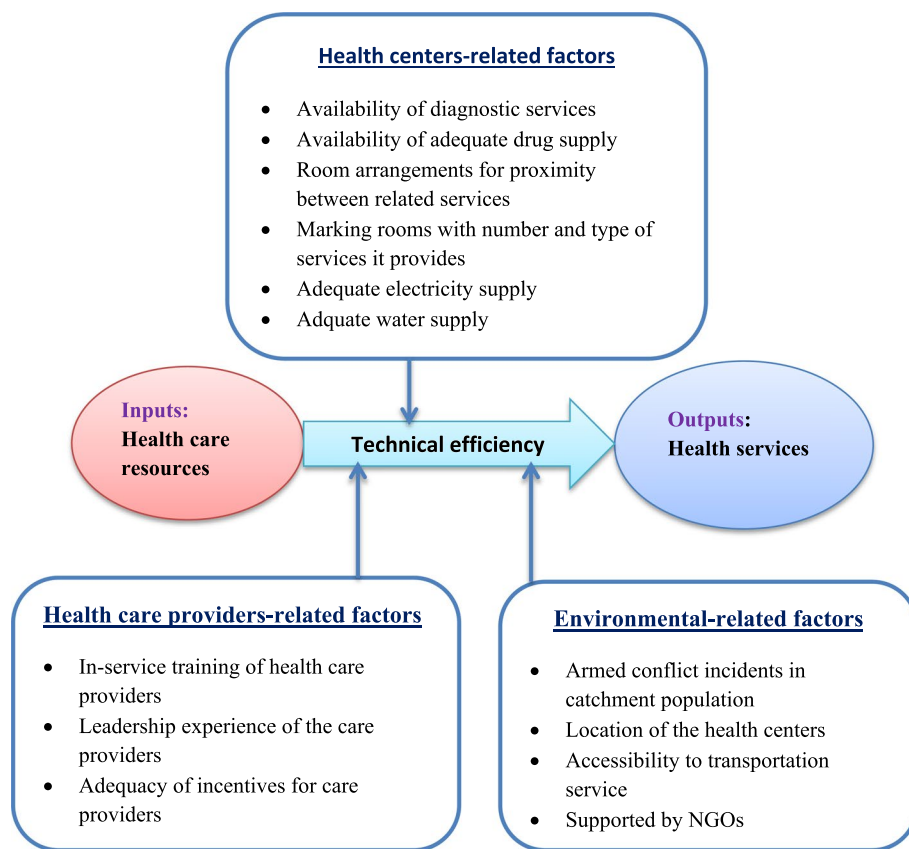 Health centers-related factors
• Availability of diagnostic services
• Availability of adequate drug supply
• Room arrangements for proximity
between related services
• Marking rooms with number and type of
services it provides
• Adequate electricity supply
• Adquate water supply
Inputs:
Health care
resources
Technical efficiency
Outputs:
Health services
Health care providers-related factors
• In-service training of health care
providers
• Leadership experience of the care
providers
• Adequacy of incentives for care
providers
Environmental-related factors
• Armed conflict incidents in
catchment population
• Location of the health centers
• Accessibility to transportation
service
• Supported by NGOs